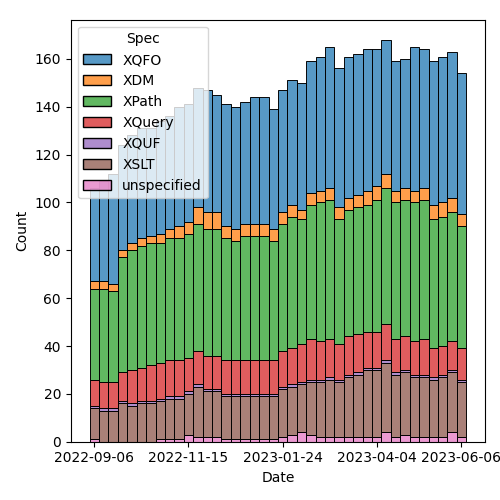 Spec
XQFO
XDM
XPath
XQuery
XQUF
XSLT
unspecified
Count
160
140
120
100
80
60
40
20
0
2022-09-06 2022-11-15 2023-01-24 2023-04-04 2023-06-06
Date